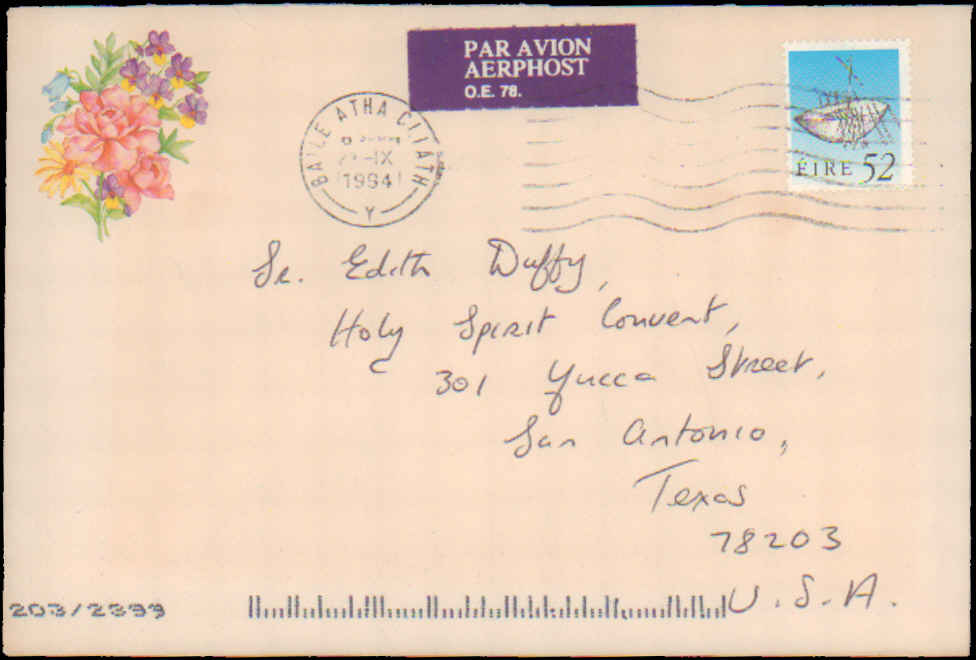 PAR AVION
AERPHOST
O.E. 78.
BAILE ATHA CLIATH
-IX
1994
Y
ÉIRE 52
Sr. Edith Duffy,
Holy Spirit Convent,
301 Yucca Street,
San Antonio,
Texas
78203
U.S.A.
203/2399